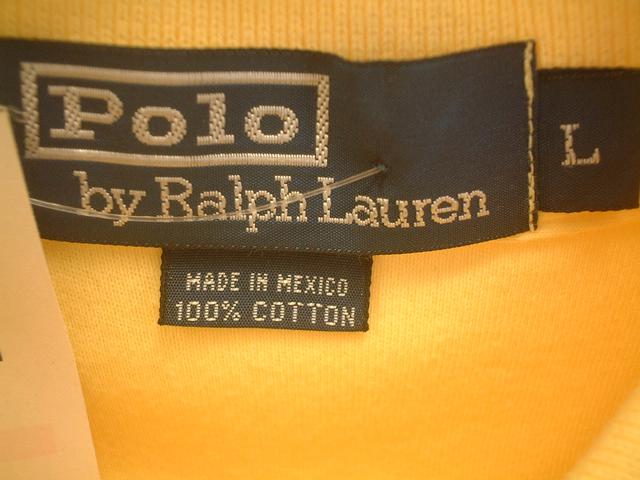 Polo
by Ralph Lauren
L
MADE IN MEXICO
100% COTTON